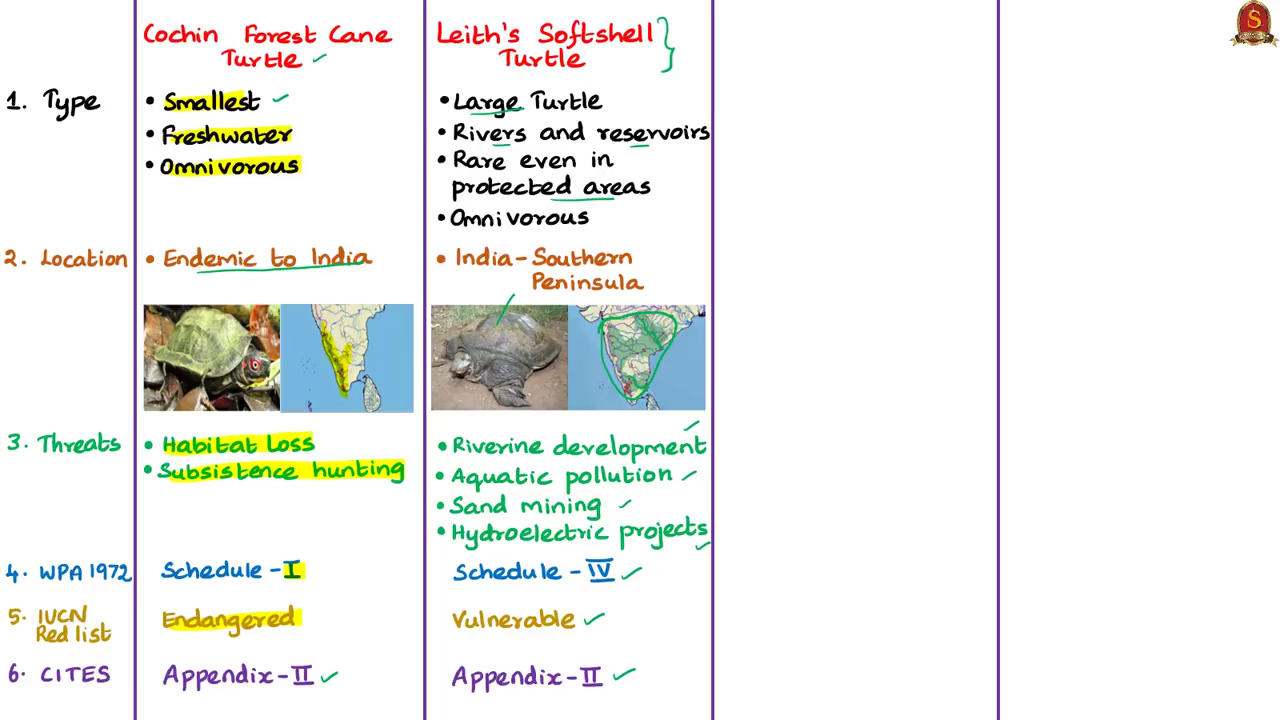 Cochin Forest Cane
Turtle
Leith's Softshell
Turtle
1. Type
• Smallest
• Freshwater
• Omnivorous
• Large Turtle
• Rivers and reservoirs
• Rare even in
protected areas
• Omnivorous
2. Location
• Endemic to India
• India - Southern
Peninsula
3. Threats
• Habitat Loss
• Subsistence hunting
• Riverine development
• Aquatic pollution
• Sand mining
• Hydroelectric projects
4. WPA 1972
Schedule - I
Schedule - IV
5. IUCN
Red list
Endangered
Vulnerable
6. CITES
Appendix - II
Appendix - II
S